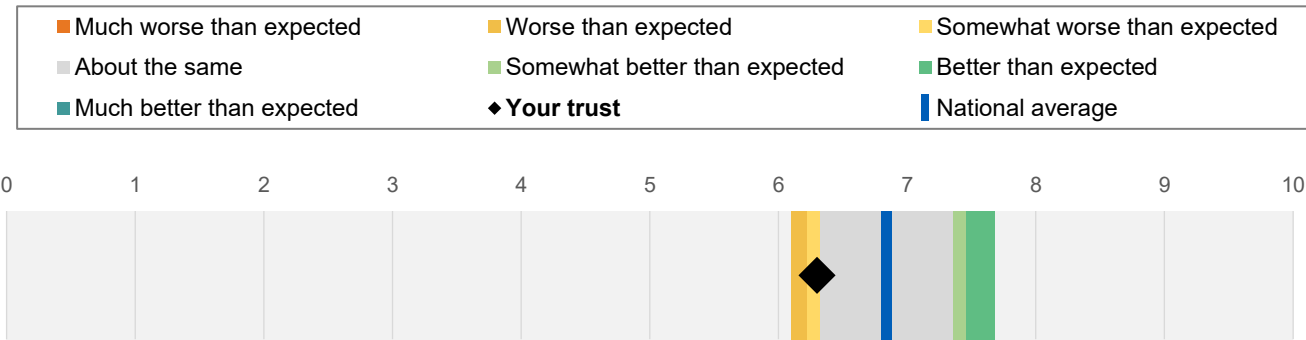 Much worse than expected Worse than expected Somewhat worse than expected
About the same Somewhat better than expected Better than expected
Much better than expected Your trust National average
0 1 2 3 4 5 6 7 8 9 10